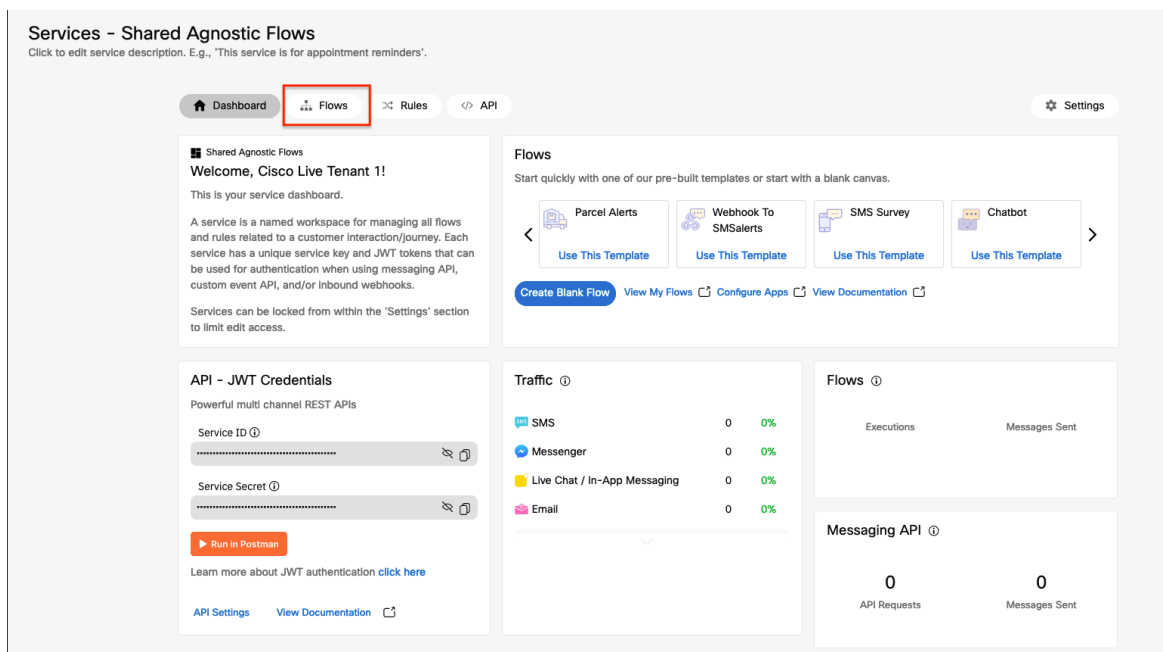 Services - Shared Agnostic Flows
Click to edit service description. E.g., 'This service is for appointment reminders'.
Dashboard
Flows
Rules
</> API
Settings
Shared Agnostic Flows
Welcome, Cisco Live Tenant 1!
This is your service dashboard.
A service is a named workspace for managing all flows
and rules related to a customer interaction/journey. Each
service has a unique service key and JWT tokens that can
be used for authentication when using messaging API,
custom event API, and/or inbound webhooks.
Services can be locked from within the 'Settings' section
to limit edit access.
Flows
Start quickly with one of our pre-built templates or start with a blank canvas.
Parcel Alerts
Use This Template
Webhook To
SMSalerts
Use This Template
SMS Survey
Use This Template
Chatbot
Use This Template
Create Blank Flow
View My Flows
Configure Apps
View Documentation
API - JWT Credentials
Powerful multi channel REST APIs
Service ID
Service Secret
Run in Postman
Learn more about JWT authentication click here
API Settings
View Documentation
Traffic
SMS 0 0%
Messenger 0 0%
Live Chat / In-App Messaging 0 0%
Email 0 0%
Flows
Executions
Messages Sent
Messaging API
0
API Requests
0
Messages Sent